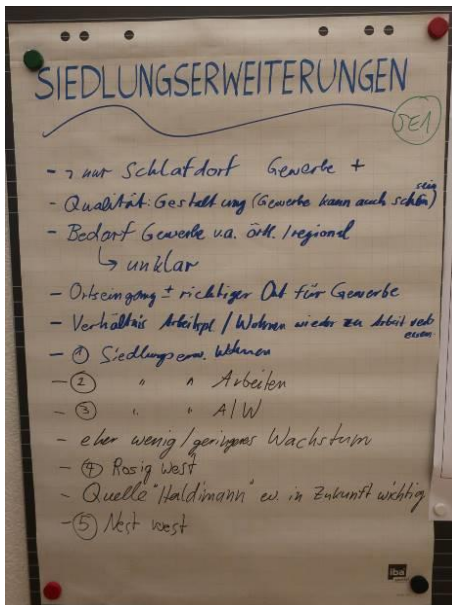 SIEDLUNGSERWEITERUNGEN
SE1
- nur Schlafdorf Gewerbe +
- Qualität: Gestaltung (Gewerbe kann auch schön sein)
- Bedarf Gewerbe v.a. örtl. / regional
↳ unklar
- Ortseingang ± richtiger Ort für Gewerbe
- Verhältnis Arbeitspl / Wohnen wieder zu Arbeit
- ① Siedlungserw. Wohnen
- ② " " Arbeiten
- ③ " " A/W
- eher wenig / geringeres Wachstum
- ④ Rosig West
- Quelle "Haldimann" ev. in Zukunft wichtig
- ⑤ Nest west
iba